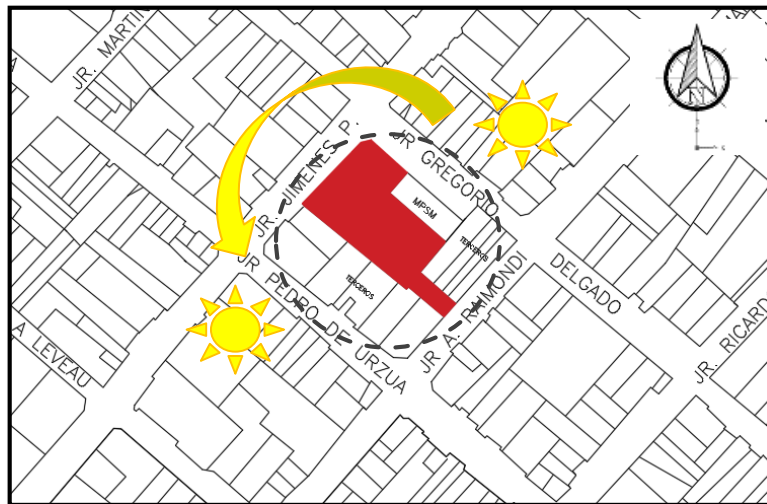 JR. MARTIN
JR. JIMENES P.
JR GREGORIO
DELGADO
MPSM
TERCEROS
TERCEROS
JR A. RAIMONDI
JR PEDRO DE URZUA
A LEVEAU
JR. RICARD
N